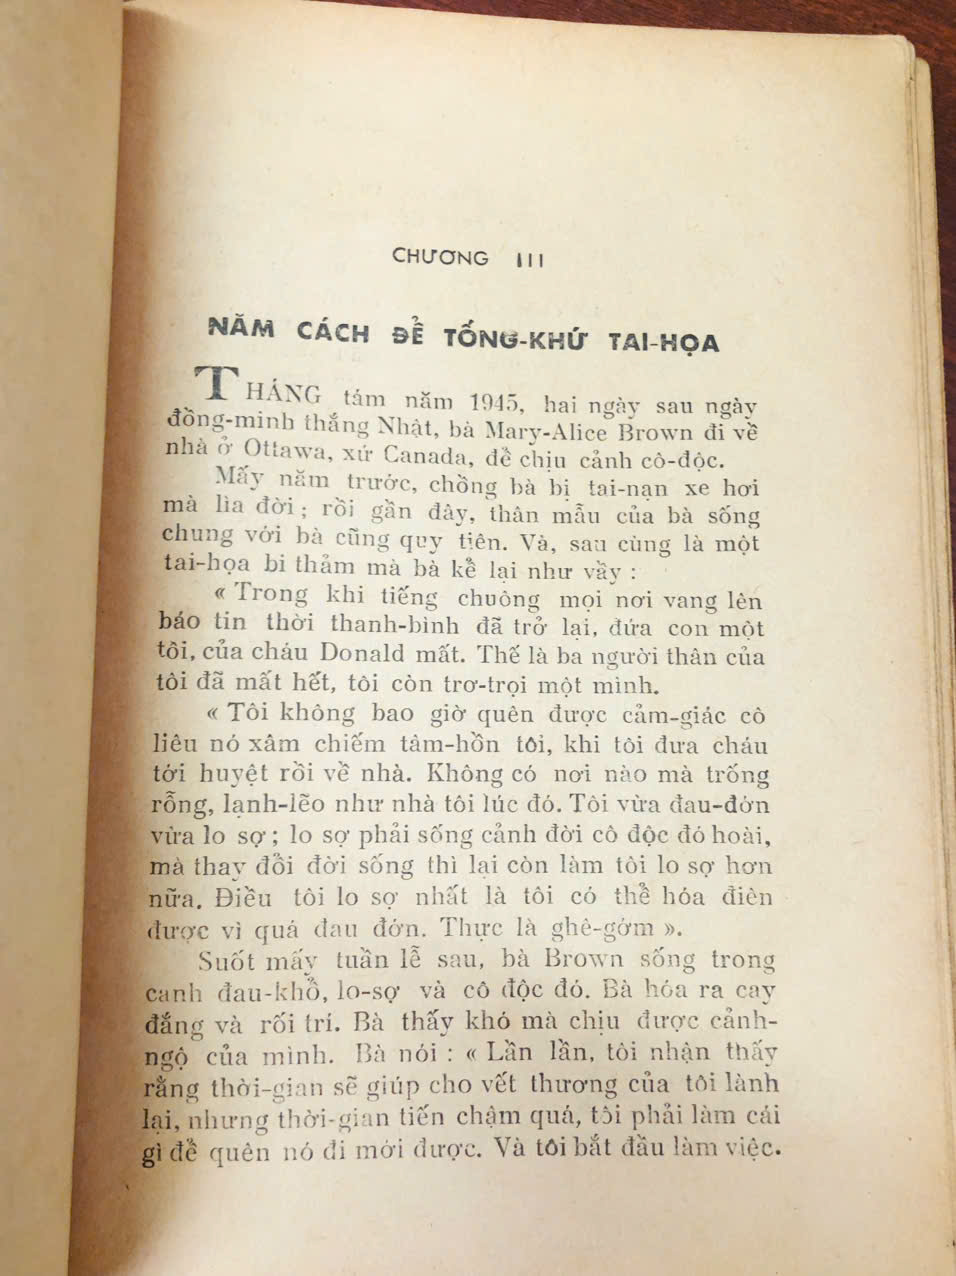 CHƯƠNG III
NĂM CÁCH ĐỂ TỐNG-KHỨ TAI-HỌA
THÁNG tám năm 1945, hai ngày sau ngày
đồng-minh thắng Nhật, bà Mary-Alice Brown đi về
nhà ở Ottawa, xứ Canada, để chịu cảnh cô-độc.
Mấy năm trước, chồng bà bị tai-nạn xe hơi
mà lìa đời ; rồi gần đây, thân mẫu của bà sống
chung với bà cũng quy tiên. Và, sau cùng là một
tai-họa bi thảm mà bà kể lại như vầy :
« Trong khi tiếng chuông mọi nơi vang lên
báo tin thời thanh-bình đã trở lại, đứa con một
tôi, của cháu Donald mất. Thế là ba người thân của
tôi đã mất hết, tôi còn trơ-trọi một mình.
« Tôi không bao giờ quên được cảm-giác cô
liêu nó xâm chiếm tâm-hồn tôi, khi tôi đưa cháu
tới huyệt rồi về nhà. Không có nơi nào mà trống
rỗng, lạnh-lẽo như nhà tôi lúc đó. Tôi vừa đau-đớn
vừa lo sợ ; lo sợ phải sống cảnh đời cô độc đó hoài,
mà thay đổi đời sống thì lại còn làm tôi lo sợ hơn
nữa. Điều tôi lo sợ nhất là tôi có thể hóa điên
được vì quá đau đớn. Thực là ghê-gớm ».
Suốt mấy tuần lễ sau, bà Brown sống trong
canh đau-khổ, lo-sợ và cô độc đó. Bà hóa ra cay
đắng và rối trí. Bà thấy khó mà chịu được cảnh-
ngộ của mình. Bà nói : « Lần lần, tôi nhận thấy
rằng thời-gian sẽ giúp cho vết thương của tôi lành
lại, nhưng thời-gian tiến chậm quá, tôi phải làm cái
gì để quên nó đi mới được. Và tôi bắt đầu làm việc.